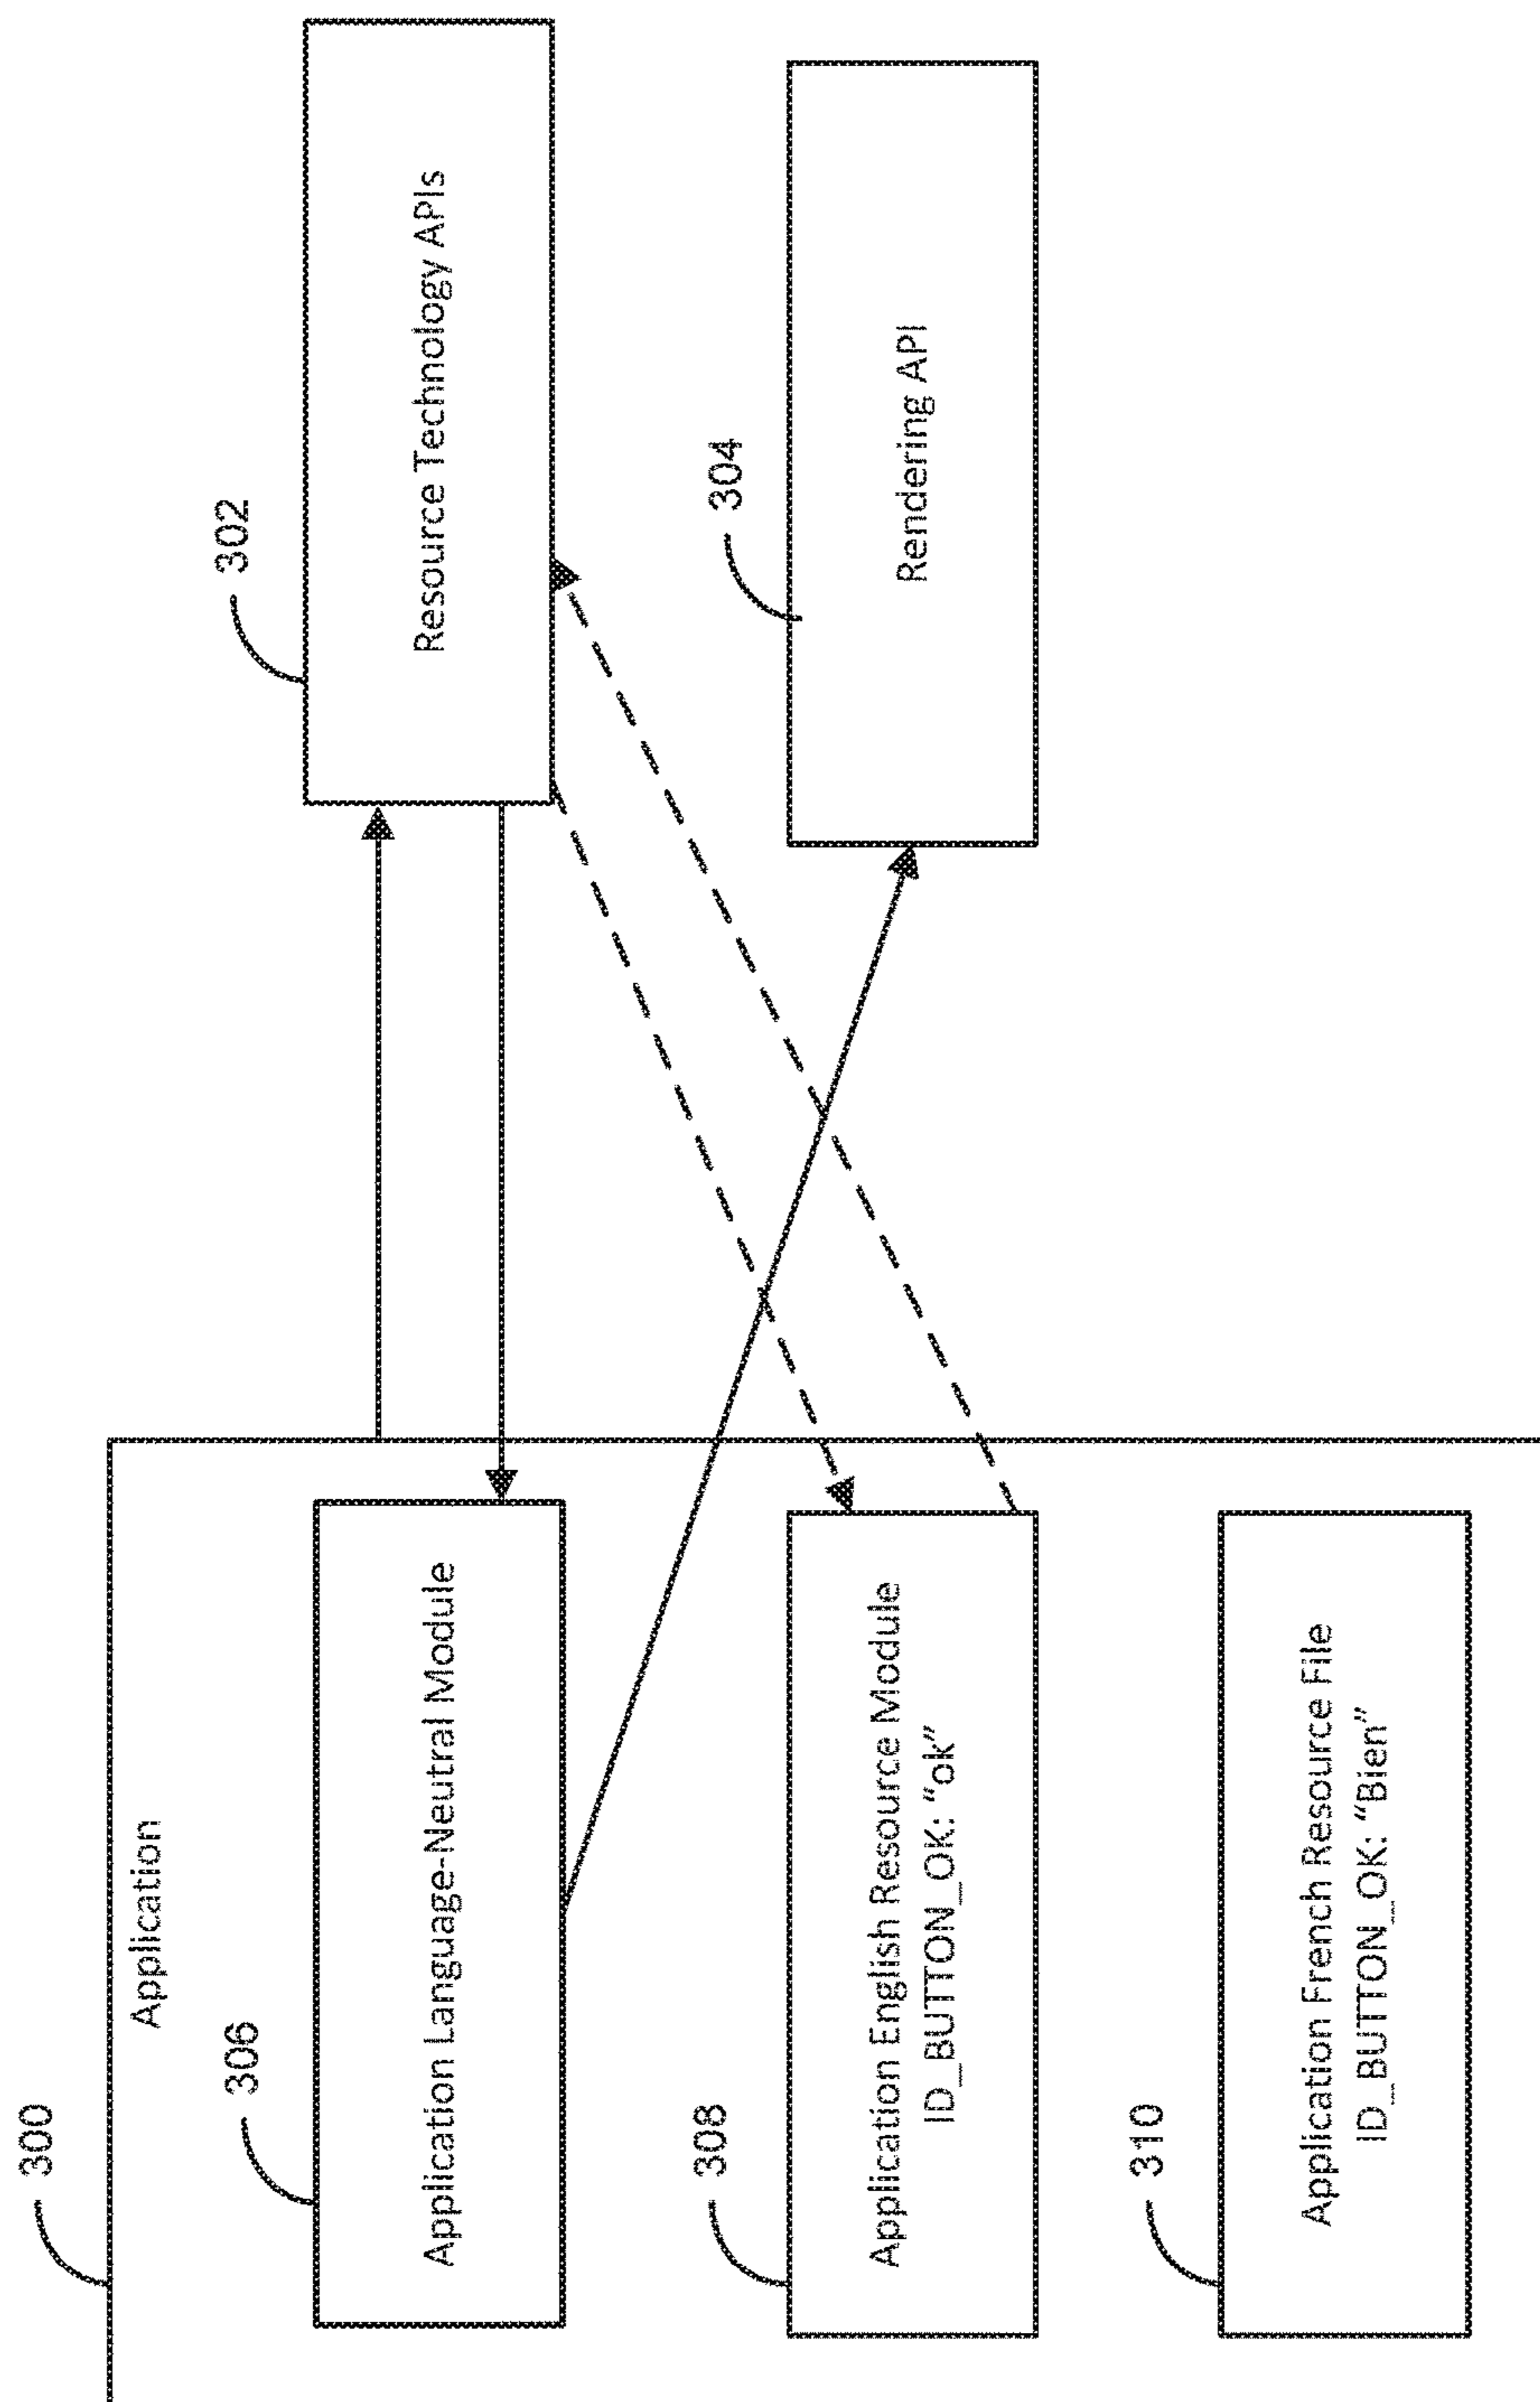 300
Application
306
Application Language-Neutral Module
308
Application English Resource Module
ID_BUTTON_OK: “ok”
310
Application French Resource File
ID_BUTTON_OK: “Bien”
302
Resource Technology APIs
304
Rendering API